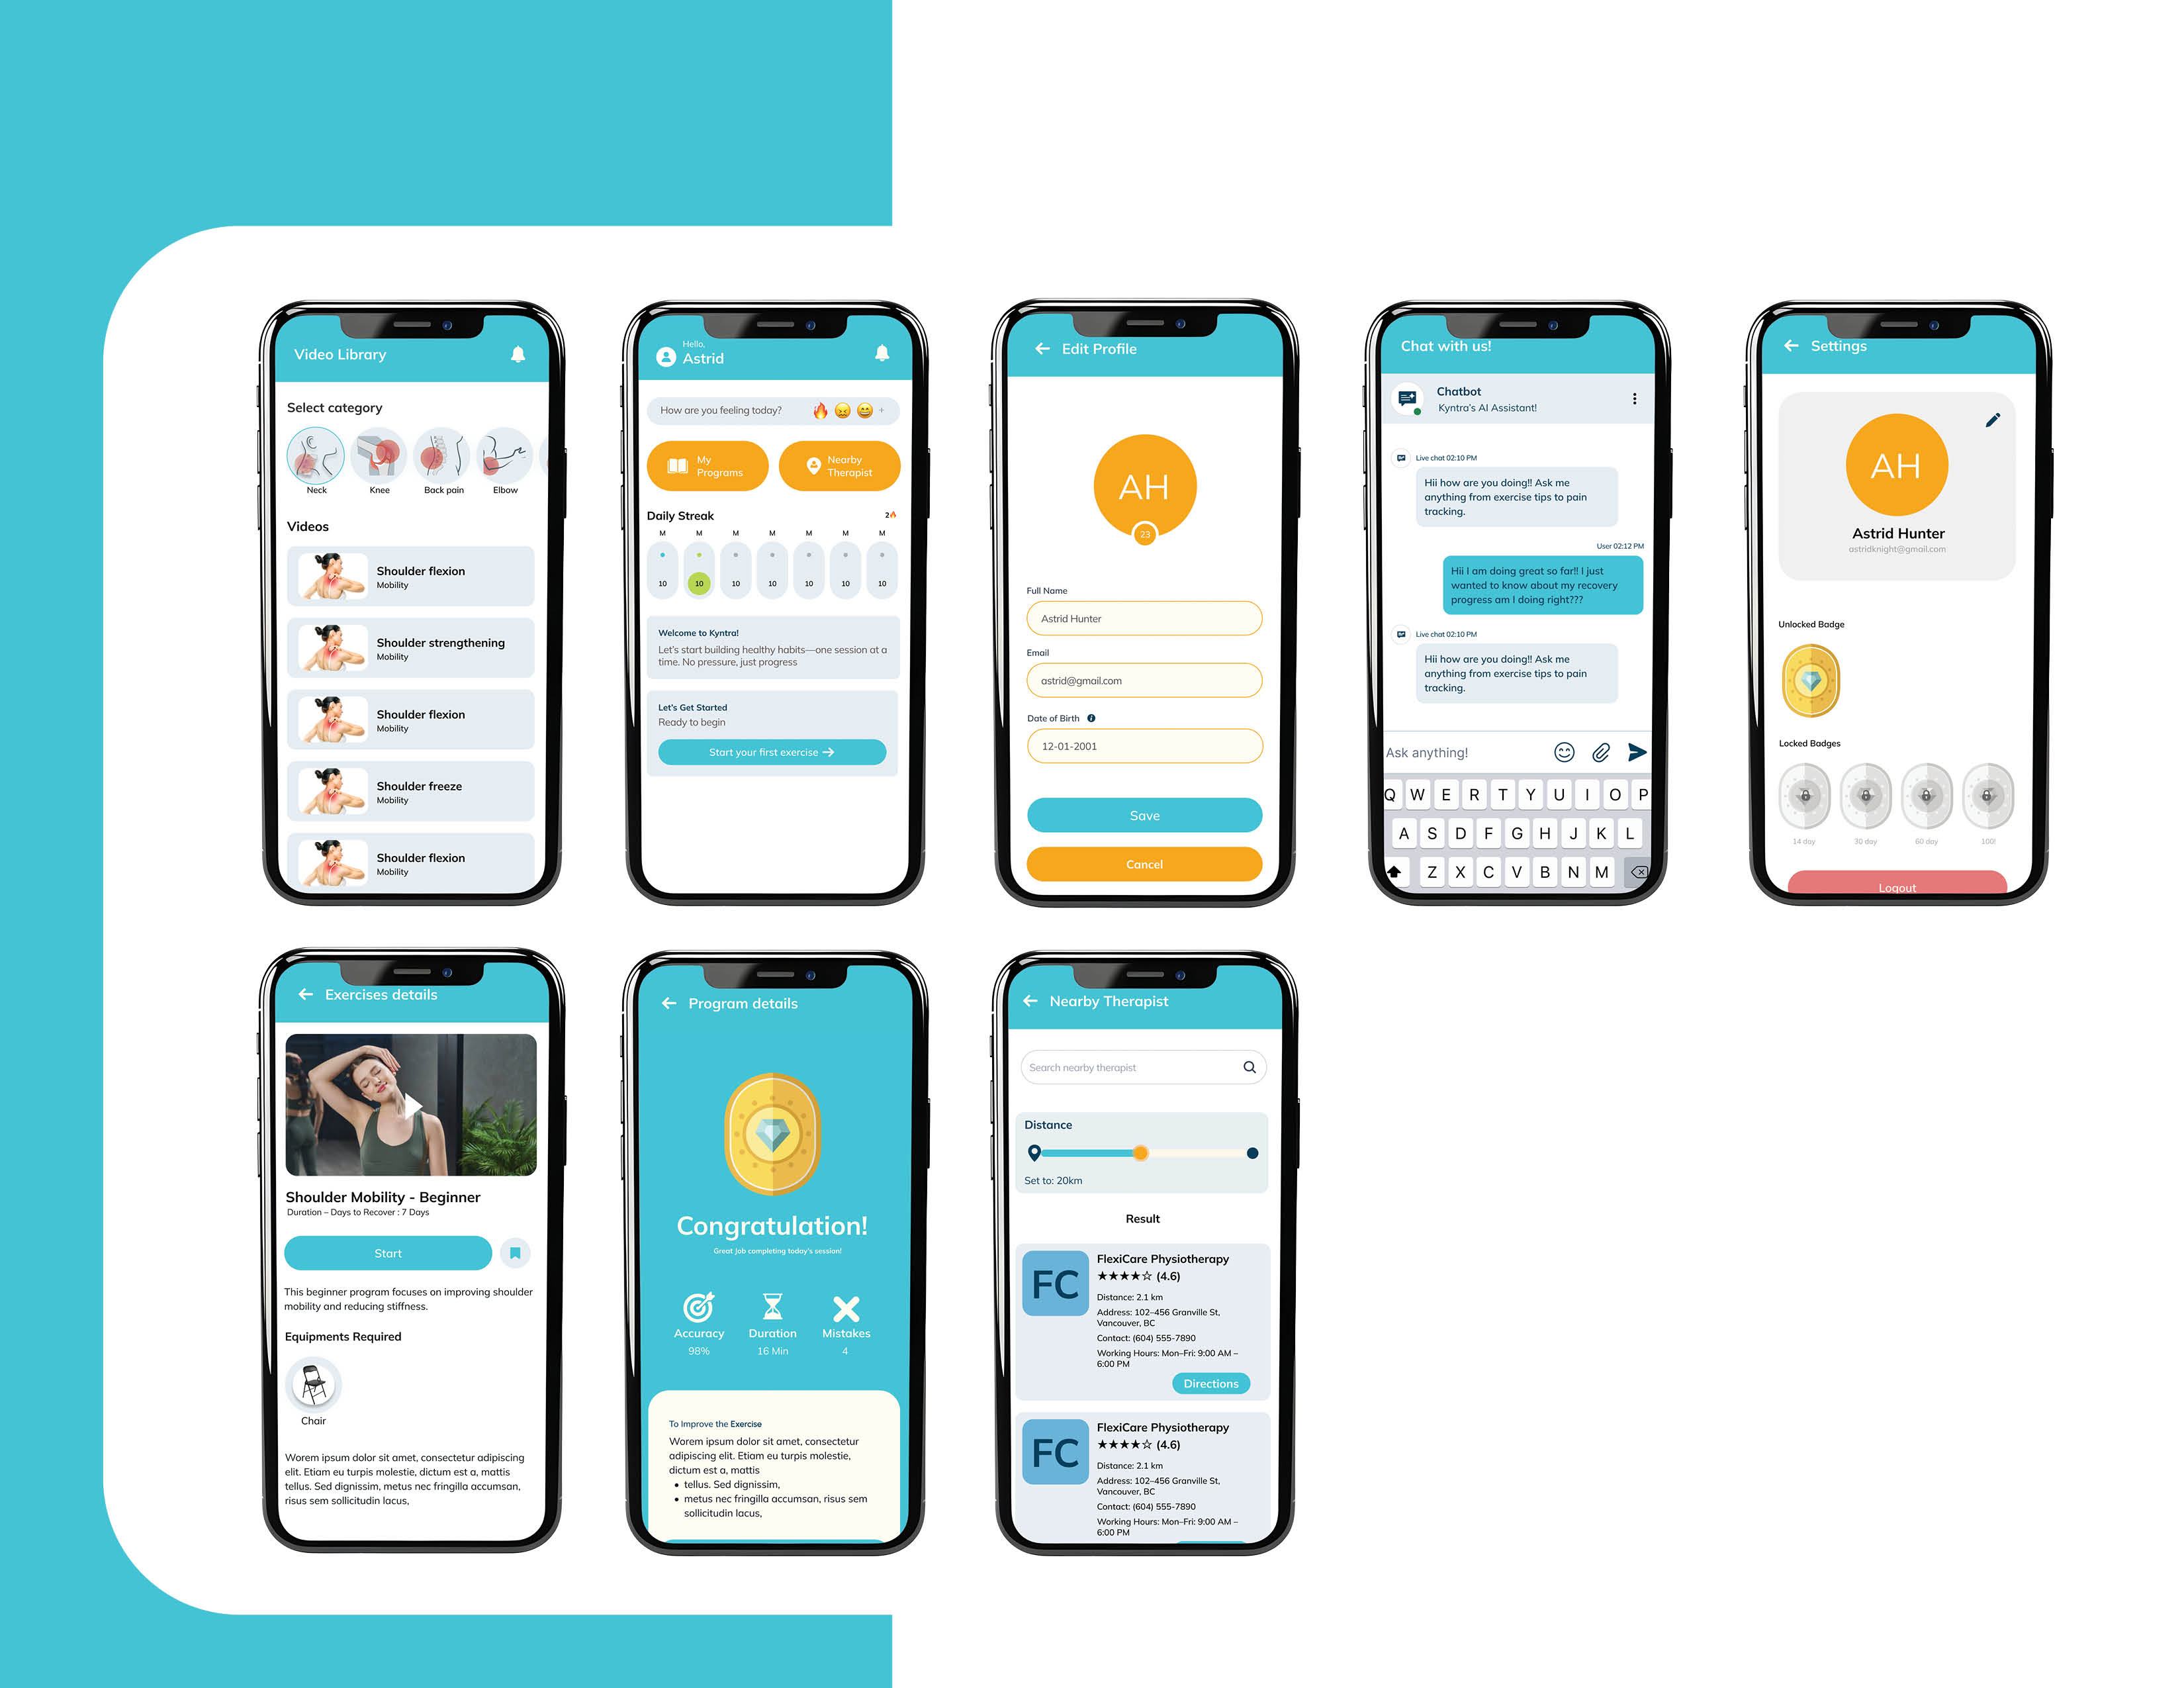 Video Library
Select category
Neck
Knee
Back pain
Elbow
Videos
Shoulder flexion
Mobility
Shoulder strengthening
Mobility
Shoulder flexion
Mobility
Shoulder freeze
Mobility
Shoulder flexion
Mobility
Hello,
Astrid
How are you feeling today? +
My
Programs
Nearby
Therapist
Daily Streak 2
M M M M M M M
10 10 10 10 10 10 10
Welcome to Kyntra!
Let's start building healthy habits—one session at a
time. No pressure, just progress
Let's Get Started
Ready to begin
Start your first exercise →
← Edit Profile
AH
23
Full Name
Astrid Hunter
Email
astrid@gmail.com
Date of Birth
12-01-2001
Save
Cancel
Chat with us!
Chatbot
Kyntra's AI Assistant!
Live chat 02:10 PM
Hii how are you doing!! Ask me
anything from exercise tips to pain
tracking.
User 02:12 PM
Hii I am doing great so far!! I just
wanted to know about my recovery
progress am I doing right???
Live chat 02:10 PM
Hii how are you doing!! Ask me
anything from exercise tips to pain
tracking.
Ask anything!
Q W E R T Y U I O P
A S D F G H J K L
Z X C V B N M
← Settings
AH
Astrid Hunter
astridknight@gmail.com
Unlocked Badge
Locked Badges
14 day
30 day
60 day
100!
Logout
← Exercises details
Shoulder Mobility - Beginner
Duration – Days to Recover : 7 Days
Start
This beginner program focuses on improving shoulder
mobility and reducing stiffness.
Equipments Required
Chair
Worem ipsum dolor sit amet, consectetur adipiscing
elit. Etiam eu turpis molestie, dictum est a, mattis
tellus. Sed dignissim, metus nec fringilla accumsan,
risus sem sollicitudin lacus,
← Program details
Congratulation!
Great job completing today's session!
Accuracy
98%
Duration
16 Min
Mistakes
4
To Improve the Exercise
Worem ipsum dolor sit amet, consectetur
adipiscing elit. Etiam eu turpis molestie,
dictum est a, mattis
• tellus. Sed dignissim,
• metus nec fringilla accumsan, risus sem
sollicitudin lacus,
← Nearby Therapist
Search nearby therapist
Distance
Set to: 20km
Result
FC
FlexiCare Physiotherapy
★★★★☆ (4.6)
Distance: 2.1 km
Address: 102–456 Granville St,
Vancouver, BC
Contact: (604) 555-7890
Working Hours: Mon–Fri: 9:00 AM –
6:00 PM
Directions
FC
FlexiCare Physiotherapy
★★★★☆ (4.6)
Distance: 2.1 km
Address: 102–456 Granville St,
Vancouver, BC
Contact: (604) 555-7890
Working Hours: Mon–Fri: 9:00 AM –
6:00 PM